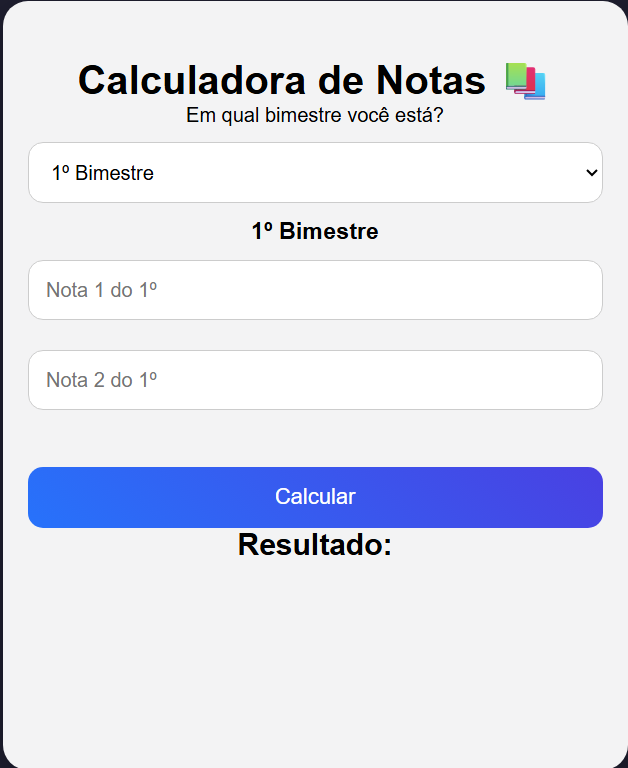 Calculadora de Notas 📚
Em qual bimestre você está?
1º Bimestre
1º Bimestre
Nota 1 do 1º
Nota 2 do 1º
Calcular
Resultado: